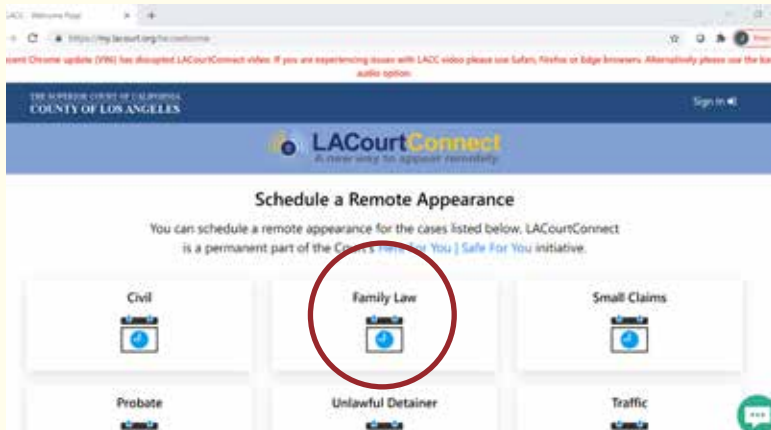 LACC - Welcome Page
https://my.lacourt.org/laccwelcome
cent Chrome update (V96) has disrupted LACourtConnect video. If you are experiencing issues with LACC video please use Safari, Firefox or Edge browsers. Alternatively please use the
audio option.
THE SUPERIOR COURT OF CALIFORNIA
COUNTY OF LOS ANGELES
Sign In
LACourtConnect
A new way to appear remotely.
Schedule a Remote Appearance
You can schedule a remote appearance for the cases listed below. LACourtConnect
is a permanent part of the Court's Here For You | Safe For You initiative.
Civil
Family Law
Small Claims
Probate
Unlawful Detainer
Traffic